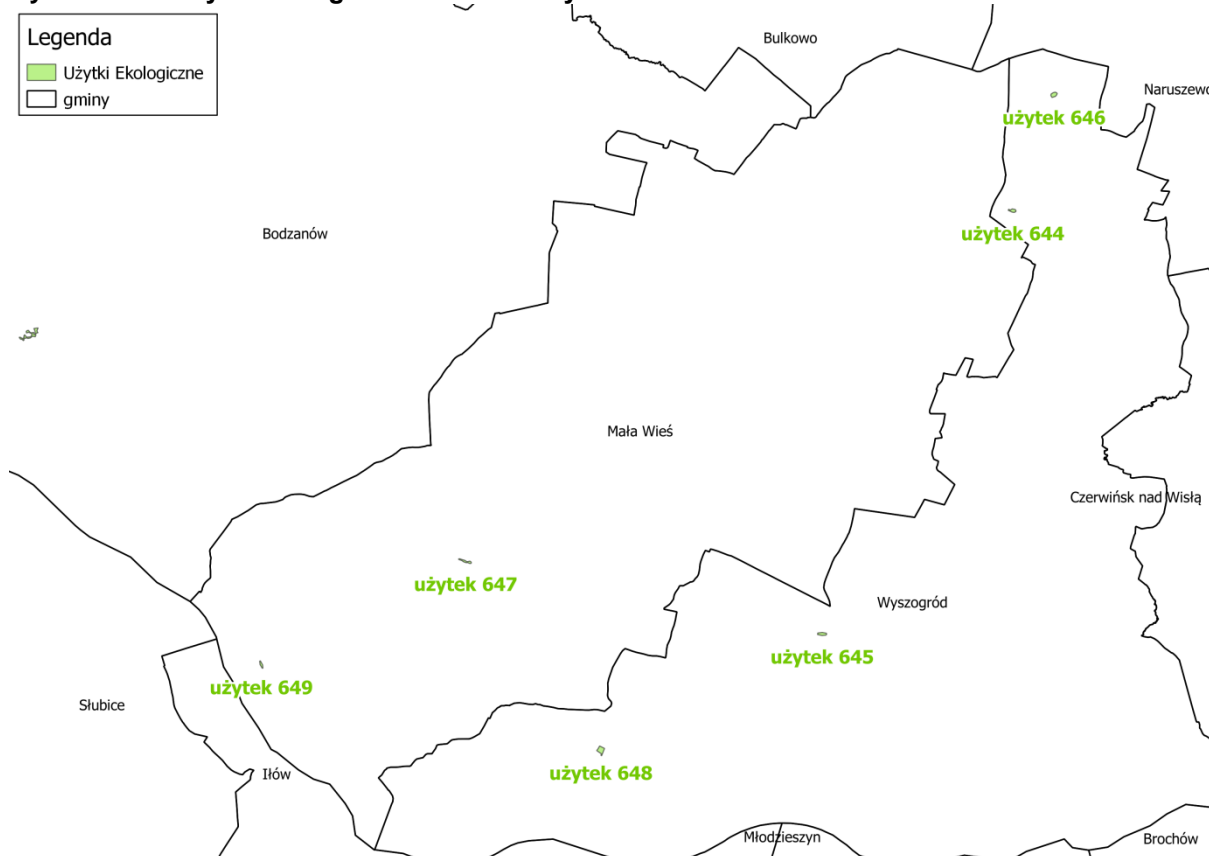 Legenda
Użytki Ekologiczne
gminy
Bulkowo
Naruszewo
użytek 646
Bodzanów
użytek 644
Mała Wieś
Czerwińsk nad Wisłą
użytek 647
Wyszogród
użytek 645
użytek 649
Słubice
Iłów
użytek 648
Młodzieszyn
Brochów